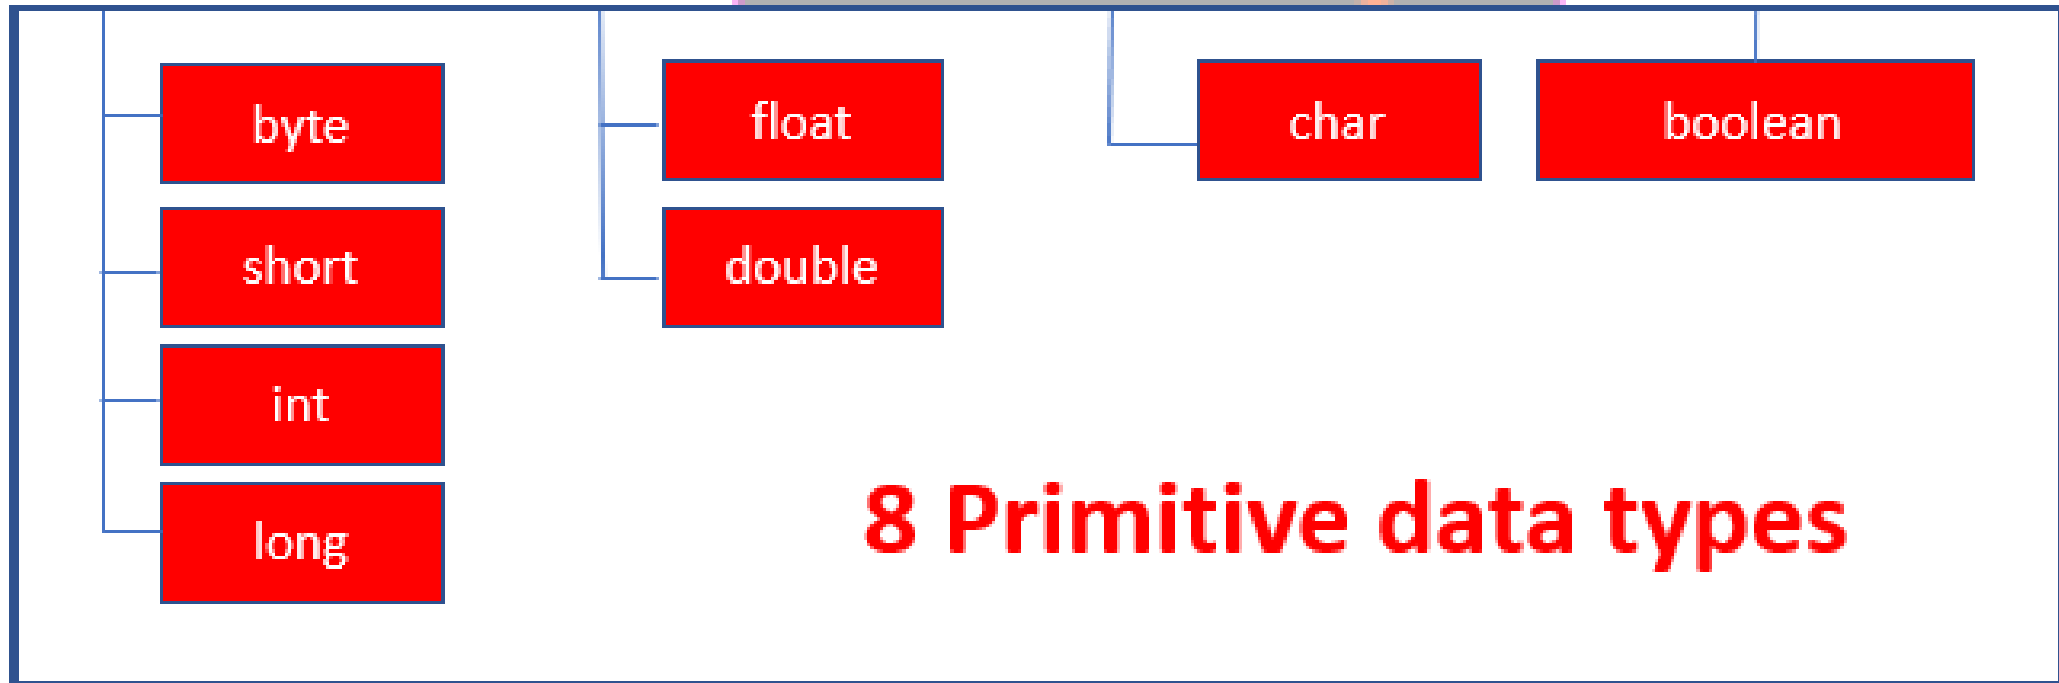 byte
short
int
long
float
double
char
boolean
8 Primitive data types